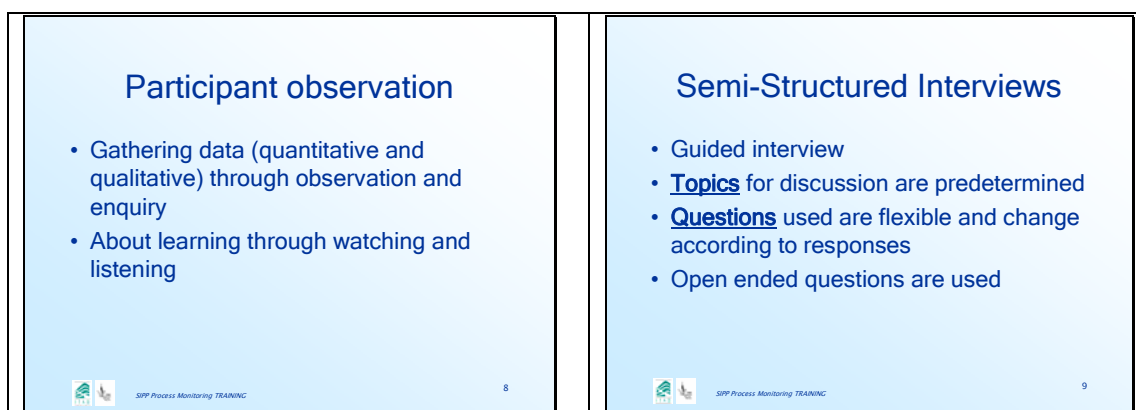 Participant observation
• Gathering data (quantitative and
qualitative) through observation and
enquiry
• About learning through watching and
listening
SIPP Process Monitoring TRAINING
8
Semi-Structured Interviews
• Guided interview
• Topics for discussion are predetermined
• Questions used are flexible and change
according to responses
• Open ended questions are used
SIPP Process Monitoring TRAINING
9